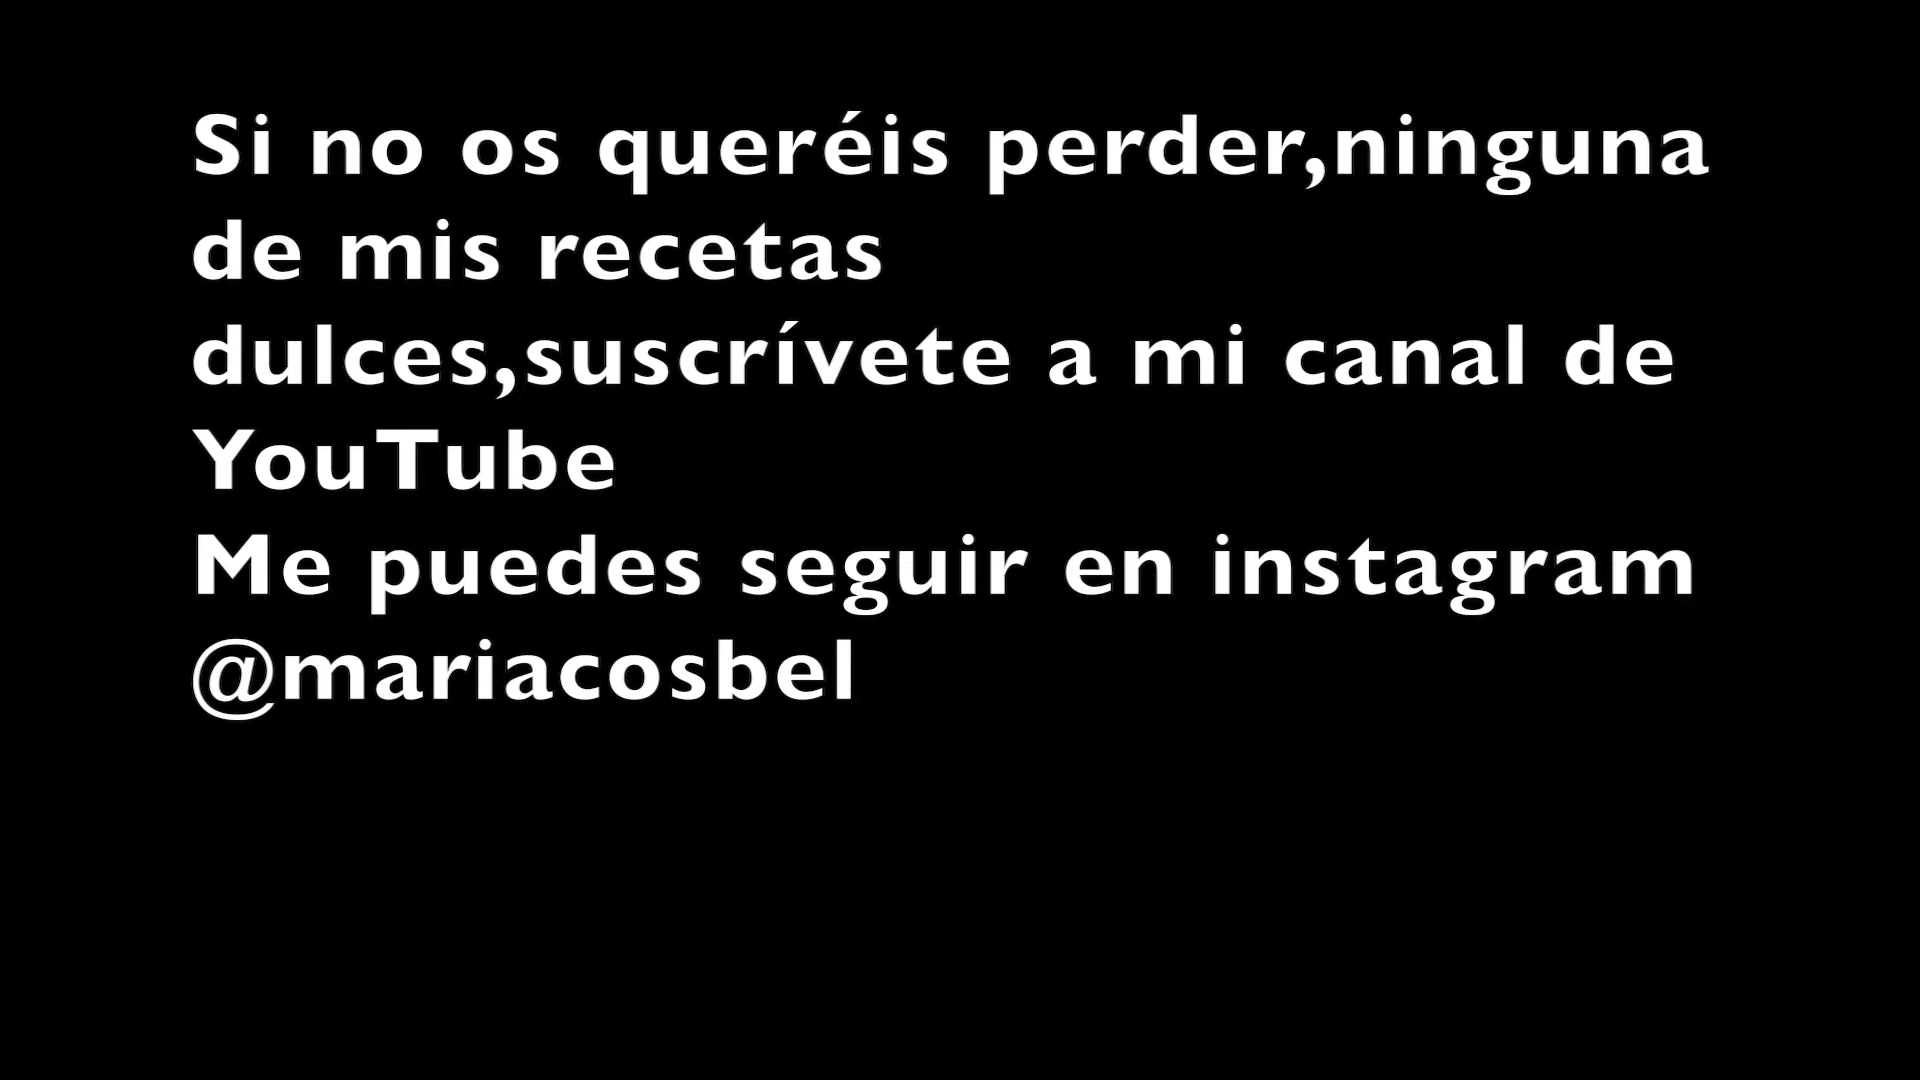 Si no os queréis perder,ninguna
de mis recetas
dulces,suscrívete a mi canal de
YouTube
Me puedes seguir en instagram
@mariacosbel